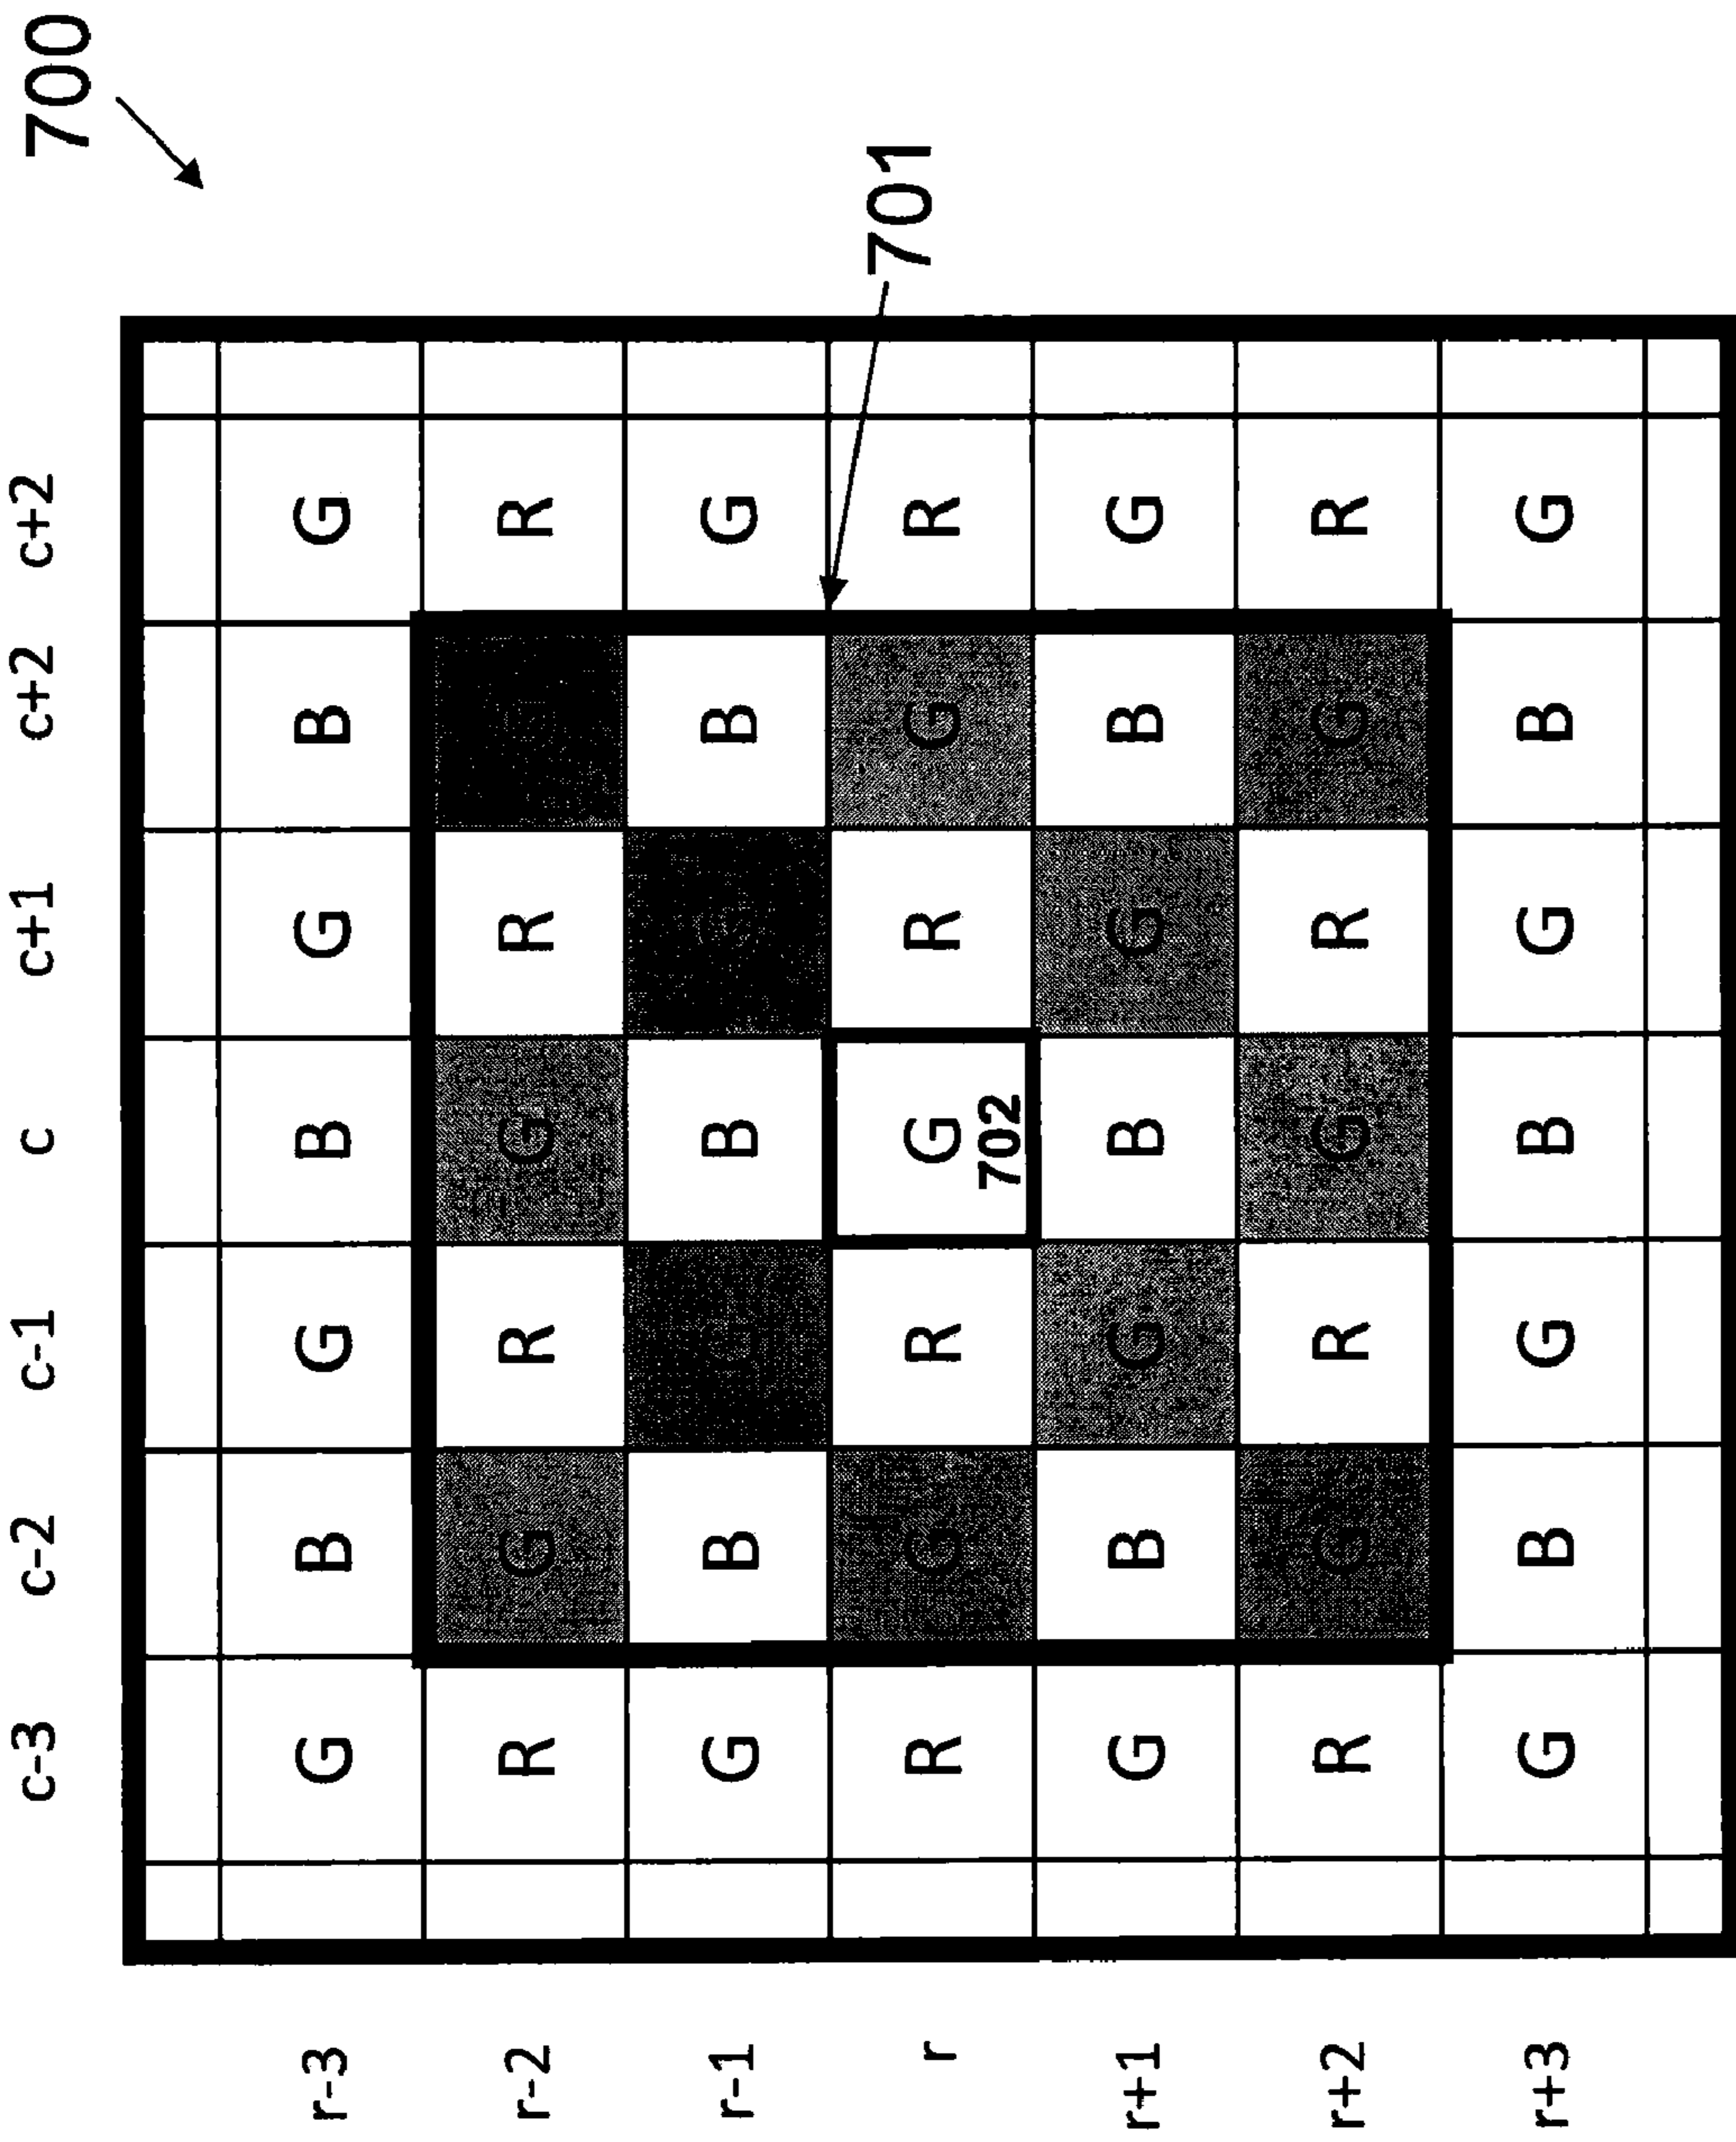 700
c-3 c-2 c-1 c c+1 c+2 c+2
r-3 G B G B G B G
r-2 R G R G R R
r-1 G B G B B G
r R G R G R G R
702
701
r+1 G B G B G B G
r+2 R G R G R G R
r+3 G B G B G B G